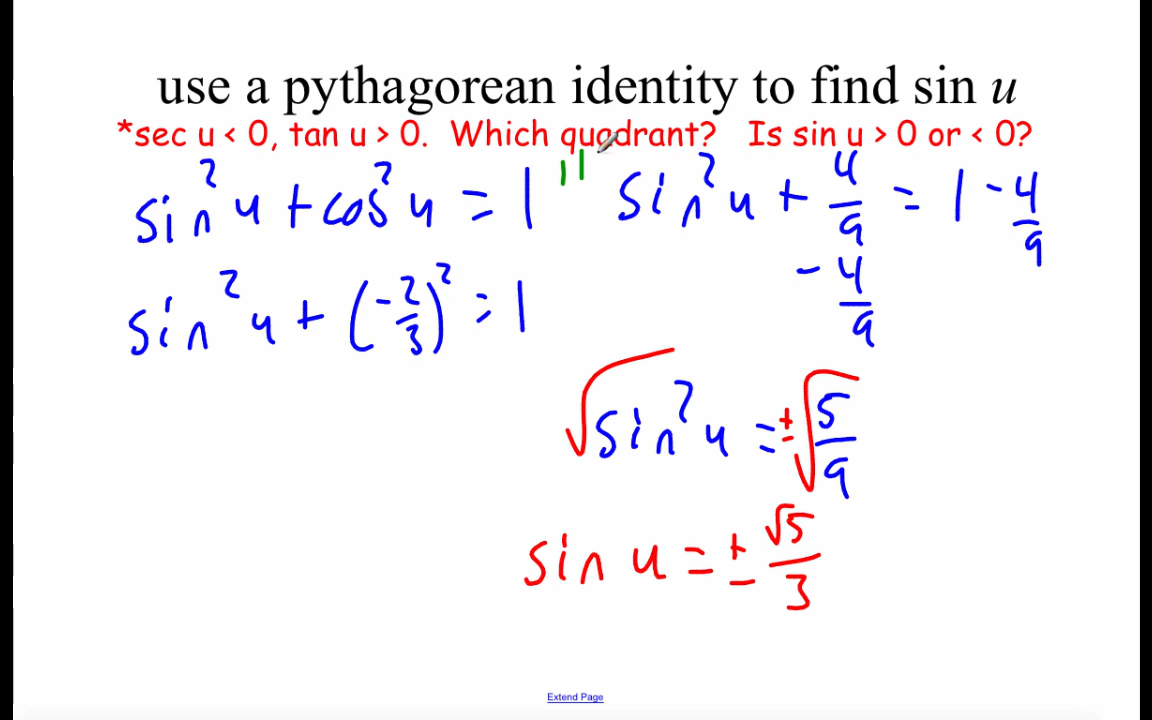 use a pythagorean identity to find sin u
*sec u < 0, tan u > 0. Which quadrant? Is sin u > 0 or < 0?
sin²u + cos²u = 1
sin²u + (-2/3)² = 1
sin²u + 4/9 = 1 - 4/9
- 4/9
√sin²u = ±√5/9
sin u = ± √5/3
Extend Page